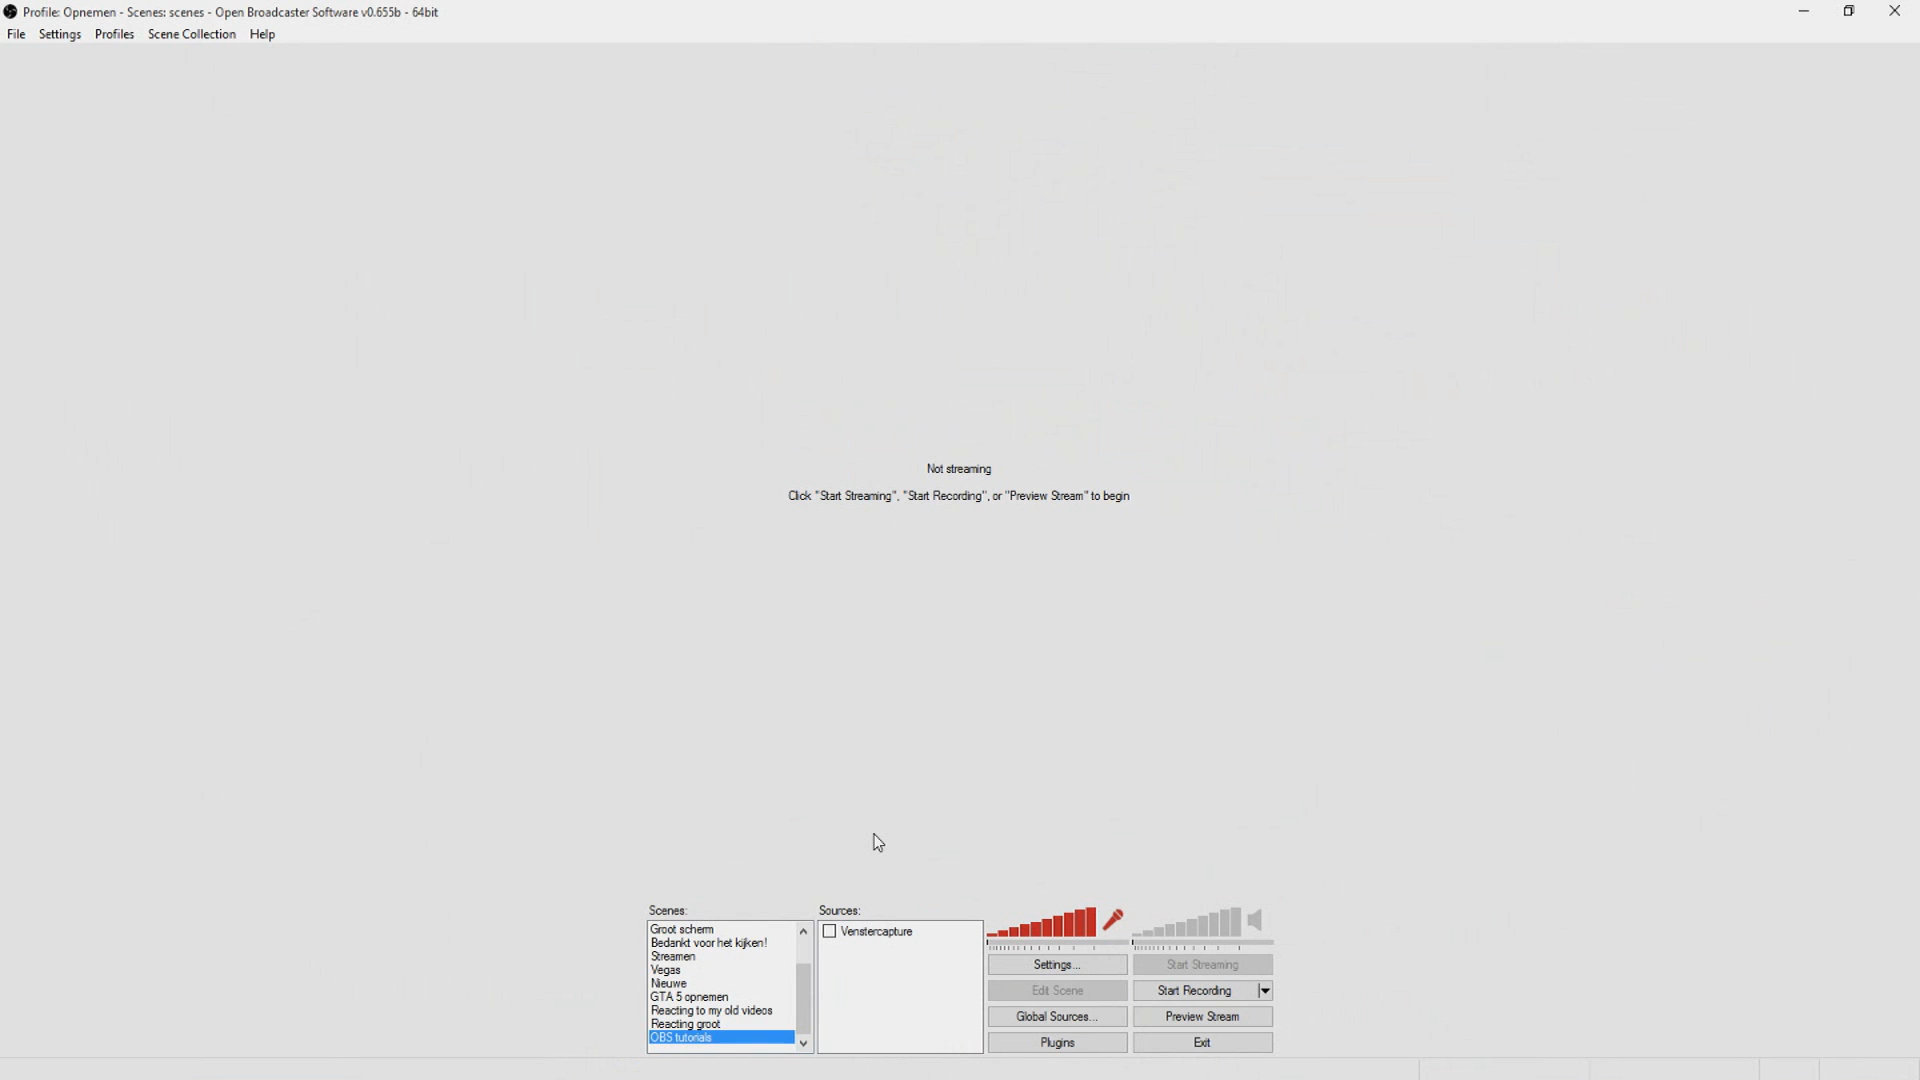 Profile: Opnemen - Scenes: scenes - Open Broadcaster Software v0.655b - 64bit
File Settings Profiles Scene Collection Help
Not streaming
Click "Start Streaming", "Start Recording", or "Preview Stream" to begin
Scenes:
Groot scherm
Bedankt voor het kijken!
Streamen
Vegas
Nieuwe
GTA 5 opnemen
Reacting to my old videos
Reacting groot
OBS tutorials
Sources:
Venstercapture
Settings...
Start Streaming
Edit Scene
Start Recording
Global Sources...
Preview Stream
Plugins
Exit